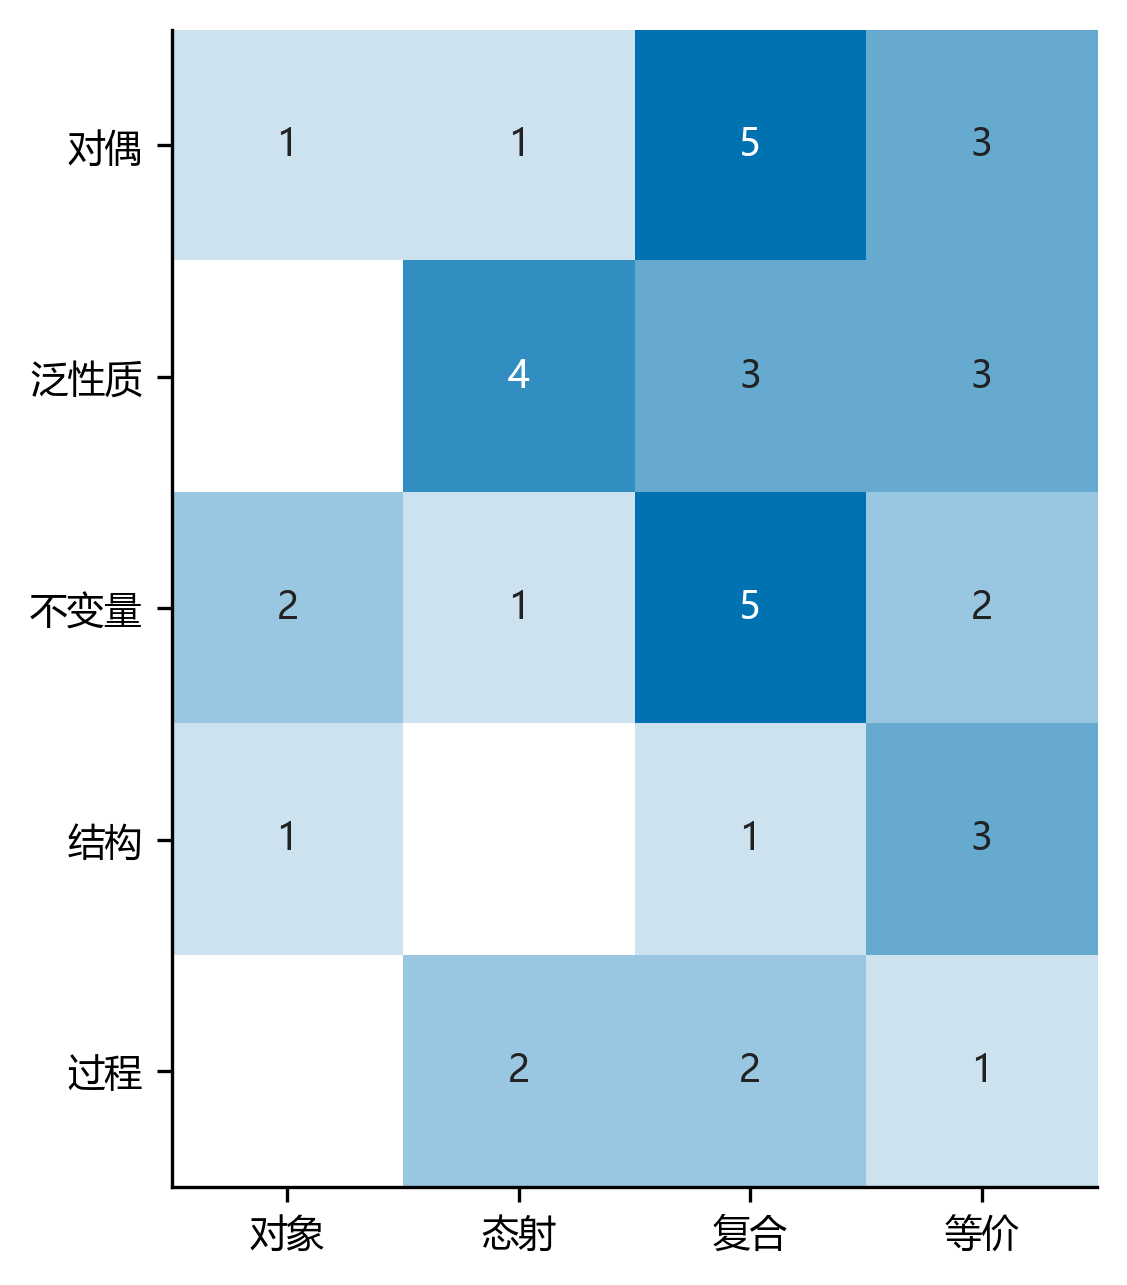 对偶 1 1 5 3
泛性质 4 3 3
不变量 2 1 5 2
结构 1 1 3
过程 2 2 1
对象 态射 复合 等价